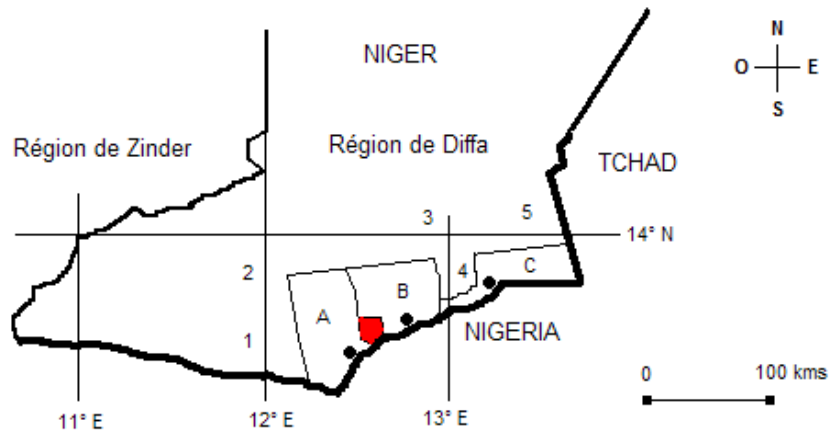 N
NIGER
O E
S
Région de Zinder
Région de Diffa
TCHAD
3
5
14° N
2
4
C
B
A
1
NIGERIA
0
100 kms
11° E
12° E
13° E